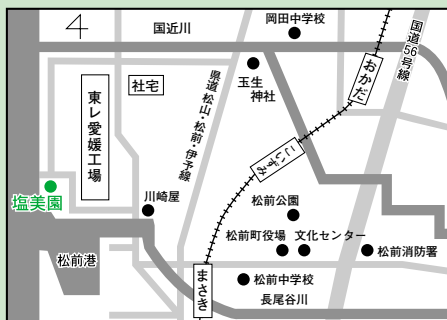 国近川
岡田中学校
国道56号線
玉生
神社
おかだ
社宅
東レ愛媛工場
県道 松山・松前・伊予線
こいずみ
塩美園
川崎屋
松前公園
松前町役場
文化センター
松前港
松前消防署
まさき
松前中学校
長尾谷川